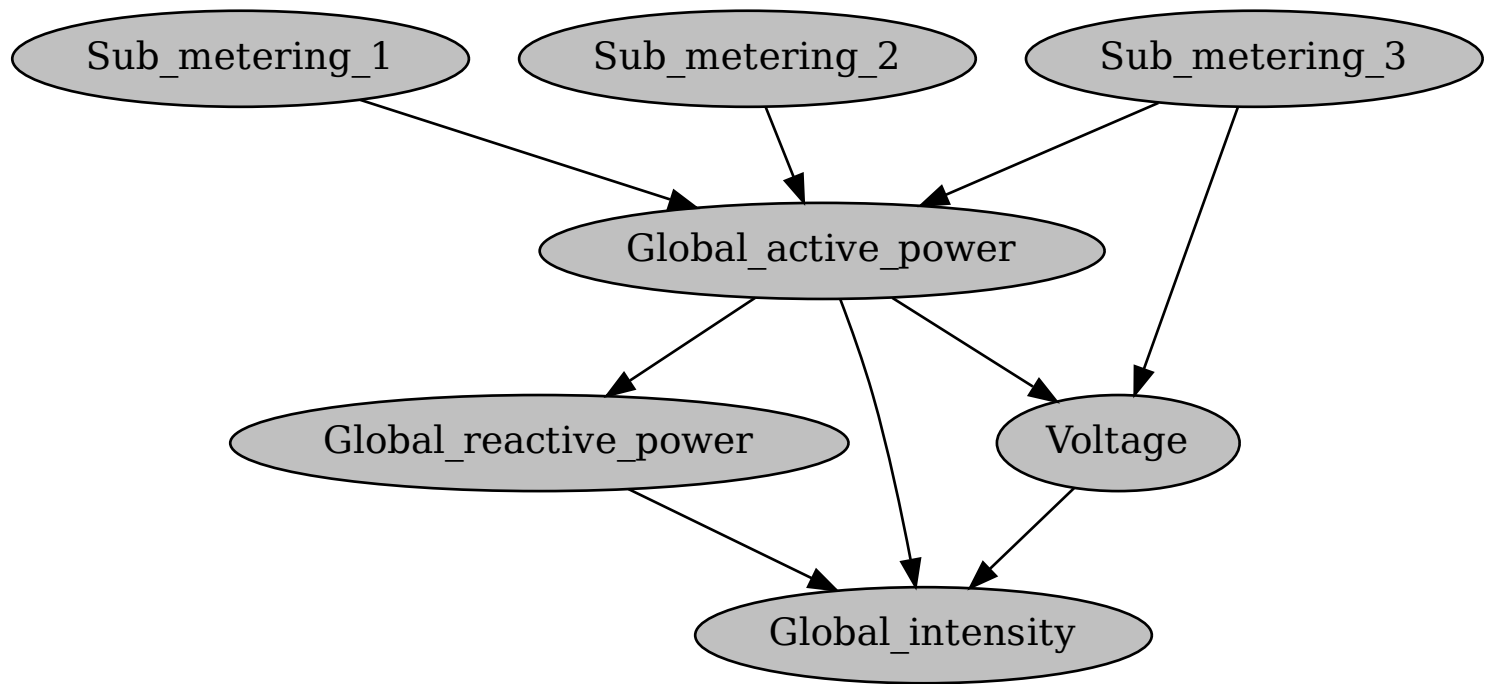 Sub_metering_1
Sub_metering_2
Sub_metering_3
Global_active_power
Global_reactive_power
Voltage
Global_intensity